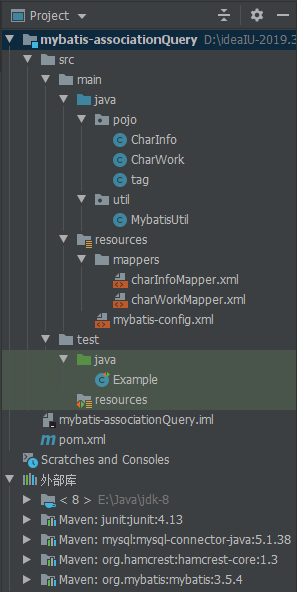 Project
mybatis-associationQuery D:\ideaIU-2019.3
src
main
java
pojo
CharInfo
CharWork
tag
util
MybatisUtil
resources
mappers
charInfoMapper.xml
charWorkMapper.xml
mybatis-config.xml
test
java
Example
resources
mybatis-associationQuery.iml
pom.xml
Scratches and Consoles
外部库
< 8 > E:\Java\jdk-8
Maven: junit:junit:4.13
Maven: mysql:mysql-connector-java:5.1.38
Maven: org.hamcrest:hamcrest-core:1.3
Maven: org.mybatis:mybatis:3.5.4